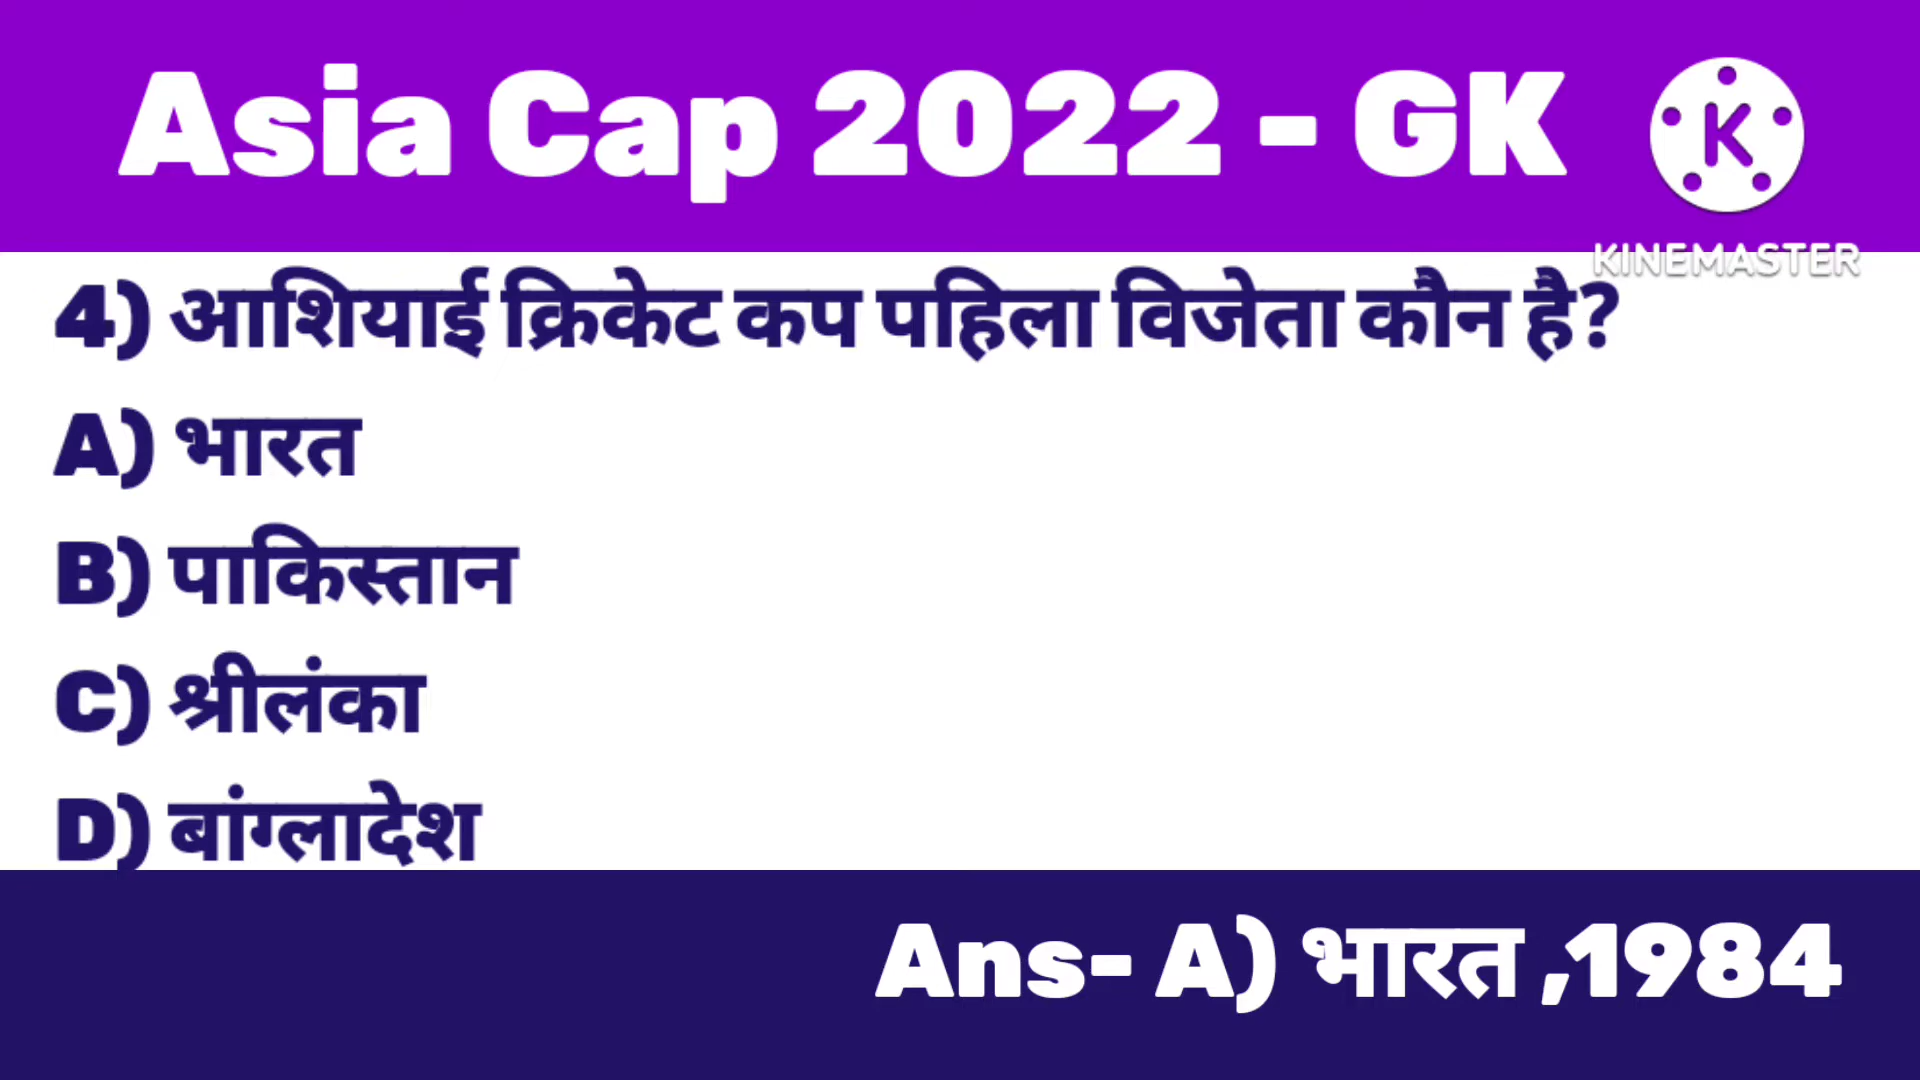 Asia Cap 2022 - GK
K
KINEMASTER
4) आशियाई क्रिकेट कप पहिला विजेता कौन है?
A) भारत
B) पाकिस्तान
C) श्रीलंका
D) बांग्लादेश
Ans- A) भारत ,1984